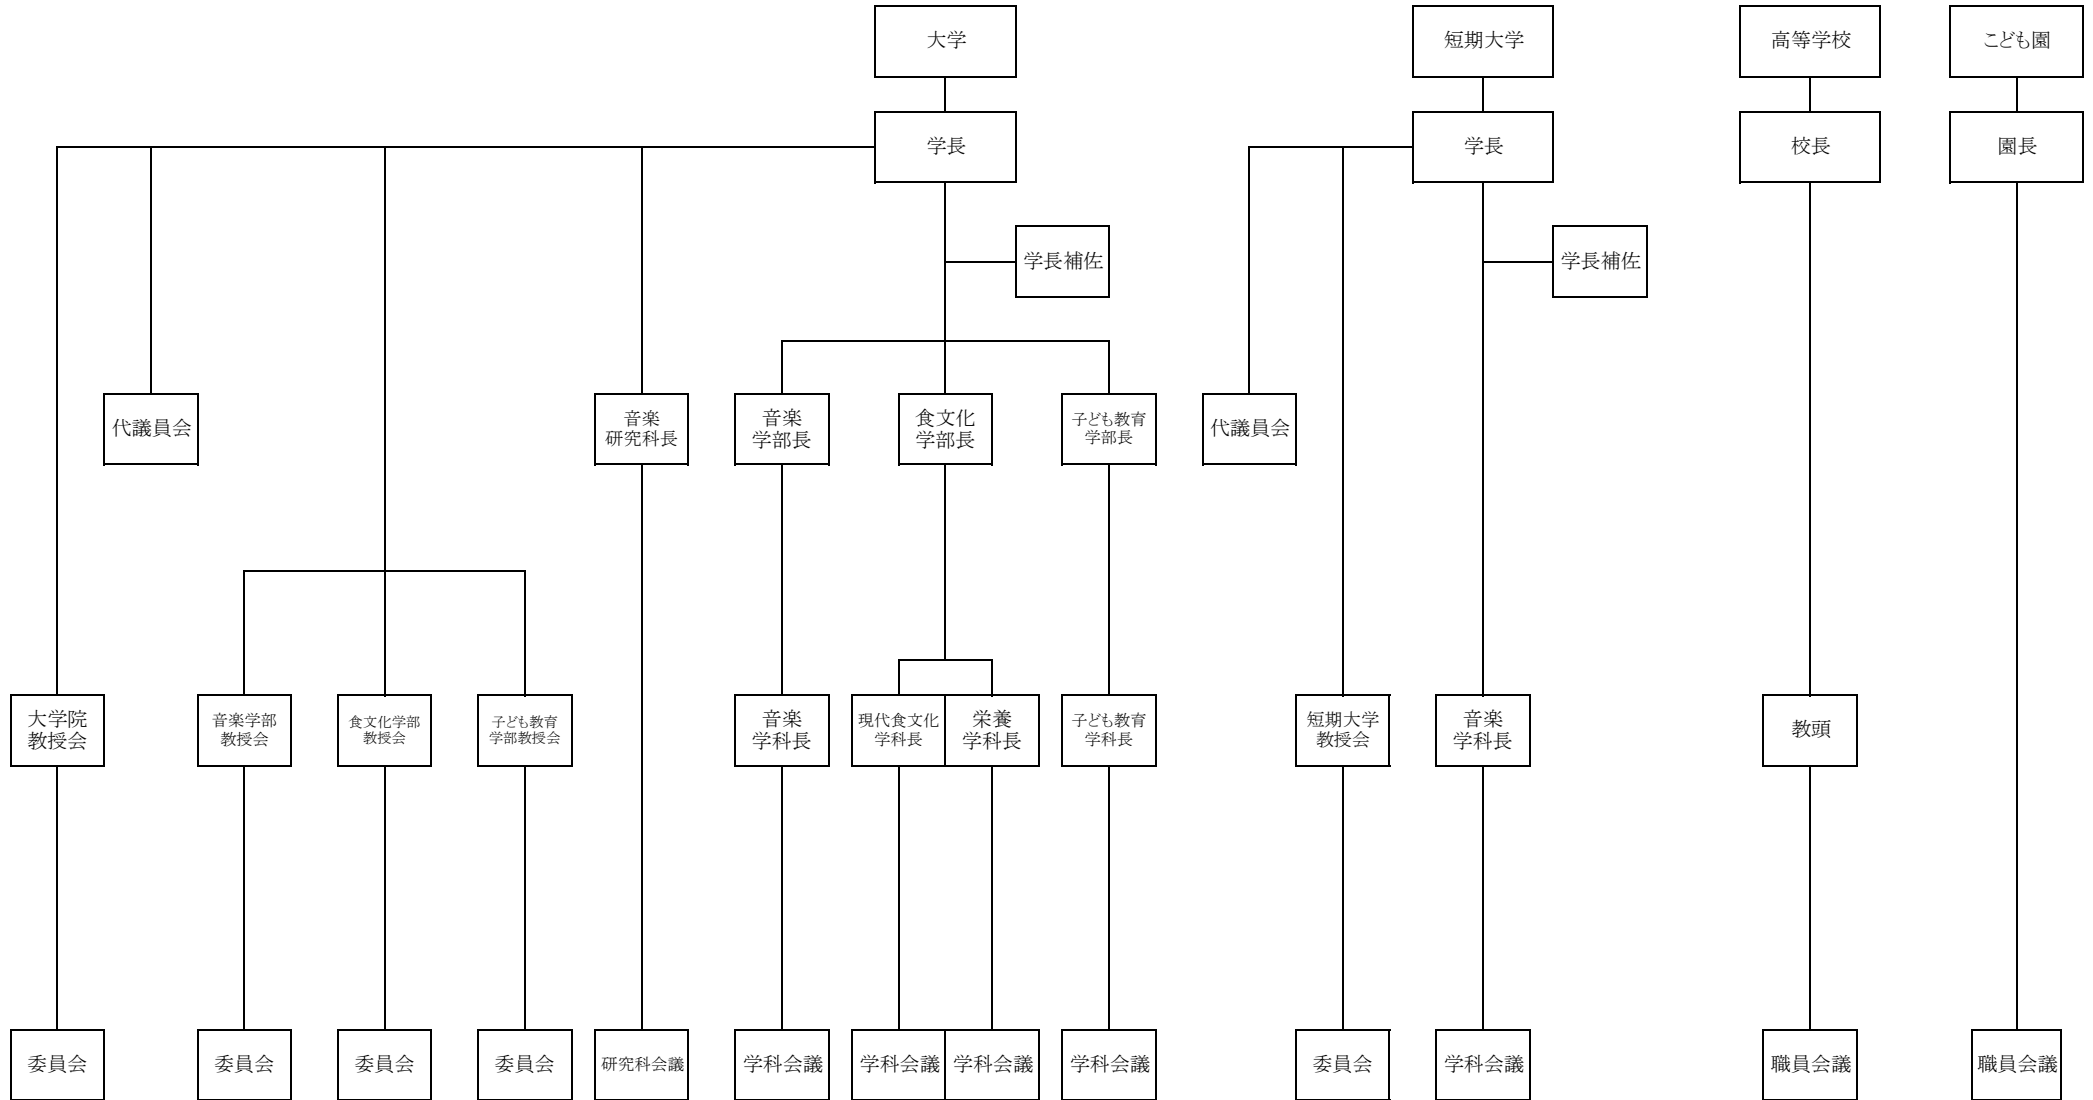 大学
短期大学
高等学校
こども園
学長
学長
校長
園長
学長補佐
学長補佐
代議員会
音楽
研究科長
音楽
学部長
食文化
学部長
子ども教育
学部長
代議員会
大学院
教授会
音楽学部
教授会
食文化学部
教授会
子ども教育
学部教授会
音楽
学科長
現代食文化
学科長
栄養
学科長
子ども教育
学科長
短期大学
教授会
音楽
学科長
教頭
委員会
委員会
委員会
委員会
研究科会議
学科会議
学科会議
学科会議
学科会議
委員会
学科会議
職員会議
職員会議